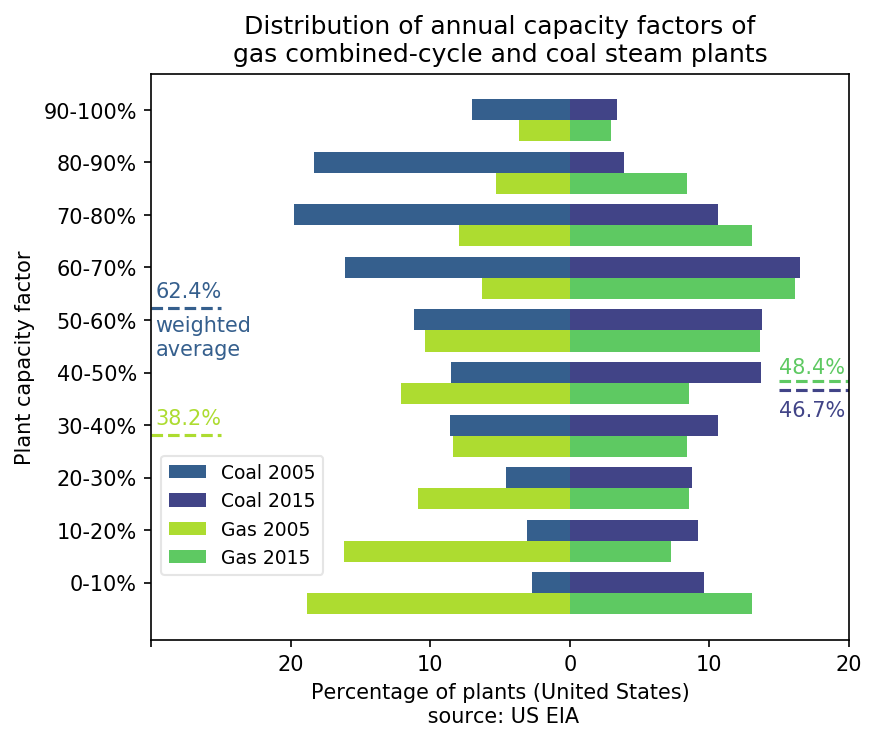 Distribution of annual capacity factors of
gas combined-cycle and coal steam plants
Plant capacity factor
90-100%
80-90%
70-80%
60-70%
50-60%
40-50%
30-40%
20-30%
10-20%
0-10%
62.4%
weighted
average
38.2%
48.4%
46.7%
Coal 2005
Coal 2015
Gas 2005
Gas 2015
20
10
0
10
20
Percentage of plants (United States)
source: US EIA